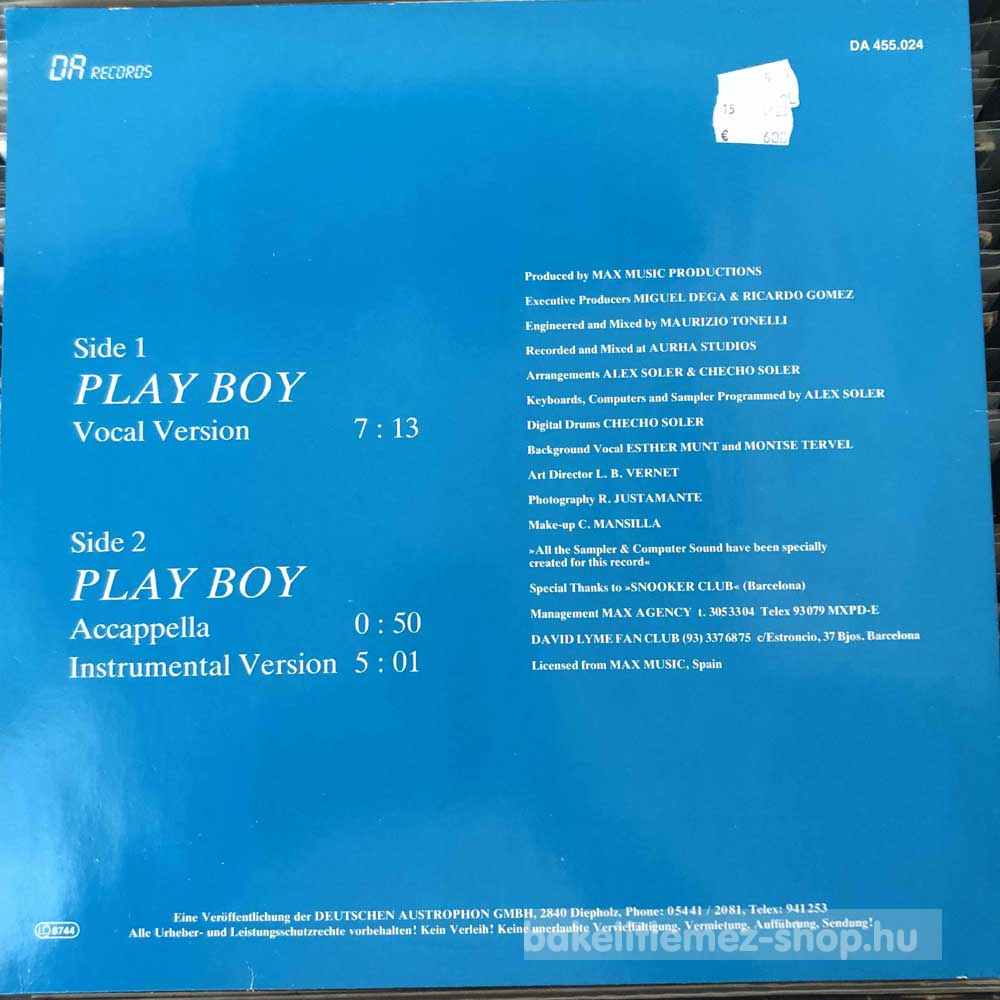 DA RECORDS
DA 455.024
15
€
Side 1
PLAY BOY
Vocal Version 7 : 13
Side 2
PLAY BOY
Accappella 0 : 50
Instrumental Version 5 : 01
Produced by MAX MUSIC PRODUCTIONS
Executive Producers MIGUEL DEGA & RICARDO GOMEZ
Engineered and Mixed by MAURIZIO TONELLI
Recorded and Mixed at AURHA STUDIOS
Arrangements ALEX SOLER & CHECHO SOLER
Keyboards, Computers and Sampler Programmed by ALEX SOLER
Digital Drums CHECHO SOLER
Background Vocal ESTHER MUNT and MONTSE TERVEL
Art Director L. B. VERNET
Photography R. JUSTAMANTE
Make-up C. MANSILLA
»All the Sampler & Computer Sound have been specially
created for this record«
Special Thanks to »SNOOKER CLUB« (Barcelona)
Management MAX AGENCY t. 3053304 Telex 93079 MXPD-E
DAVID LYME FAN CLUB (93) 3376875 c/Estroncio, 37 Bjos. Barcelona
Licensed from MAX MUSIC, Spain
Eine Veröffentlichung der DEUTSCHEN AUSTROPHON GMBH, 2840 Diepholz, Phone: 05441 / 2081, Telex: 941253
Alle Urheber- und Leistungsschutzrechte vorbehalten! Kein Verleih! Keine unerlaubte Vervielfältigung, Vermietung, Aufführung, Sendung!
LC 8744
bakelitlemez-shop.hu